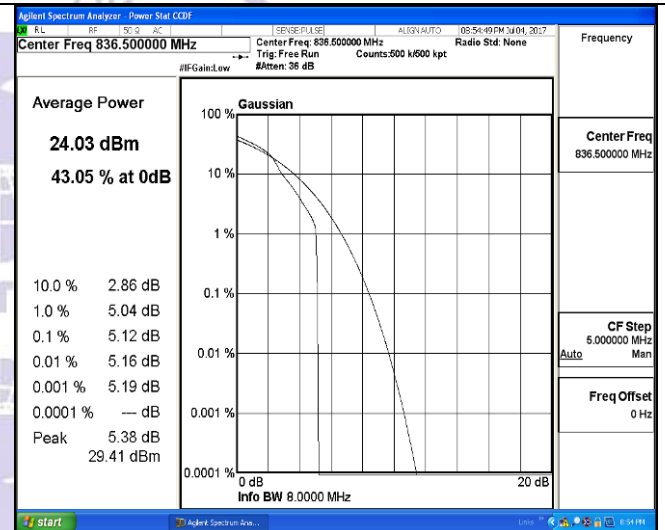 Agilent Spectrum Analyzer - Power Stat CCDF
RL RF 50 Ω AC SENSE:PULSE ALIGN AUTO 08:54:49 PM Jul 04, 2017
Center Freq 836.500000 MHz
Center Freq: 836.500000 MHz Radio Std: None
Trig: Free Run Counts:500 k/500 kpt
#IFGain:Low #Atten: 36 dB
Frequency
Average Power
24.03 dBm
43.05 % at 0dB
10.0 % 2.86 dB
1.0 % 5.04 dB
0.1 % 5.12 dB
0.01 % 5.16 dB
0.001 % 5.19 dB
0.0001 % --- dB
Peak 5.38 dB
29.41 dBm
Gaussian
100 %
10 %
1 %
0.1 %
0.01 %
0.001 %
0.0001 %
0 dB 20 dB
Info BW 8.0000 MHz
Center Freq
836.500000 MHz
CF Step
5.000000 MHz
Auto Man
Freq Offset
0 Hz
start Agilent Spectrum Ana... Links » 8:54 PM